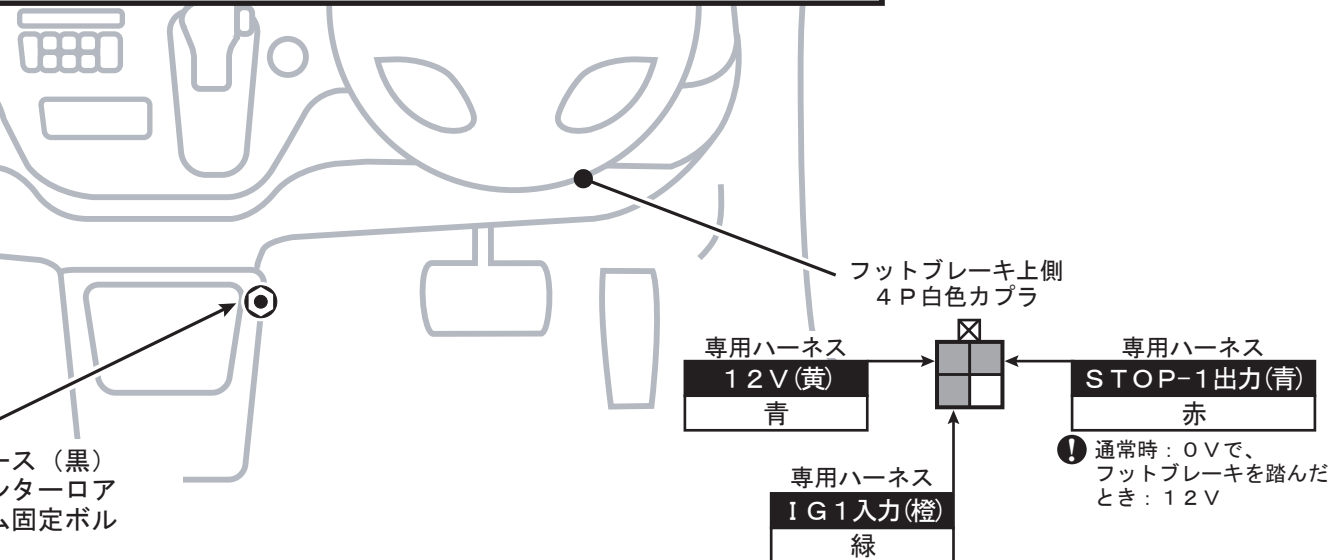 フットブレーキ上側
４Ｐ白色カプラ
専用ハーネス
１２Ｖ(黄)
青
専用ハーネス
ＳＴＯＰ−１出力(青)
赤
通常時：０Ｖで、
フットブレーキを踏んだ
とき：１２Ｖ
専用ハーネス
ＩＧ１入力(橙)
緑
ース（黒）
ンターロア
ム固定ボル